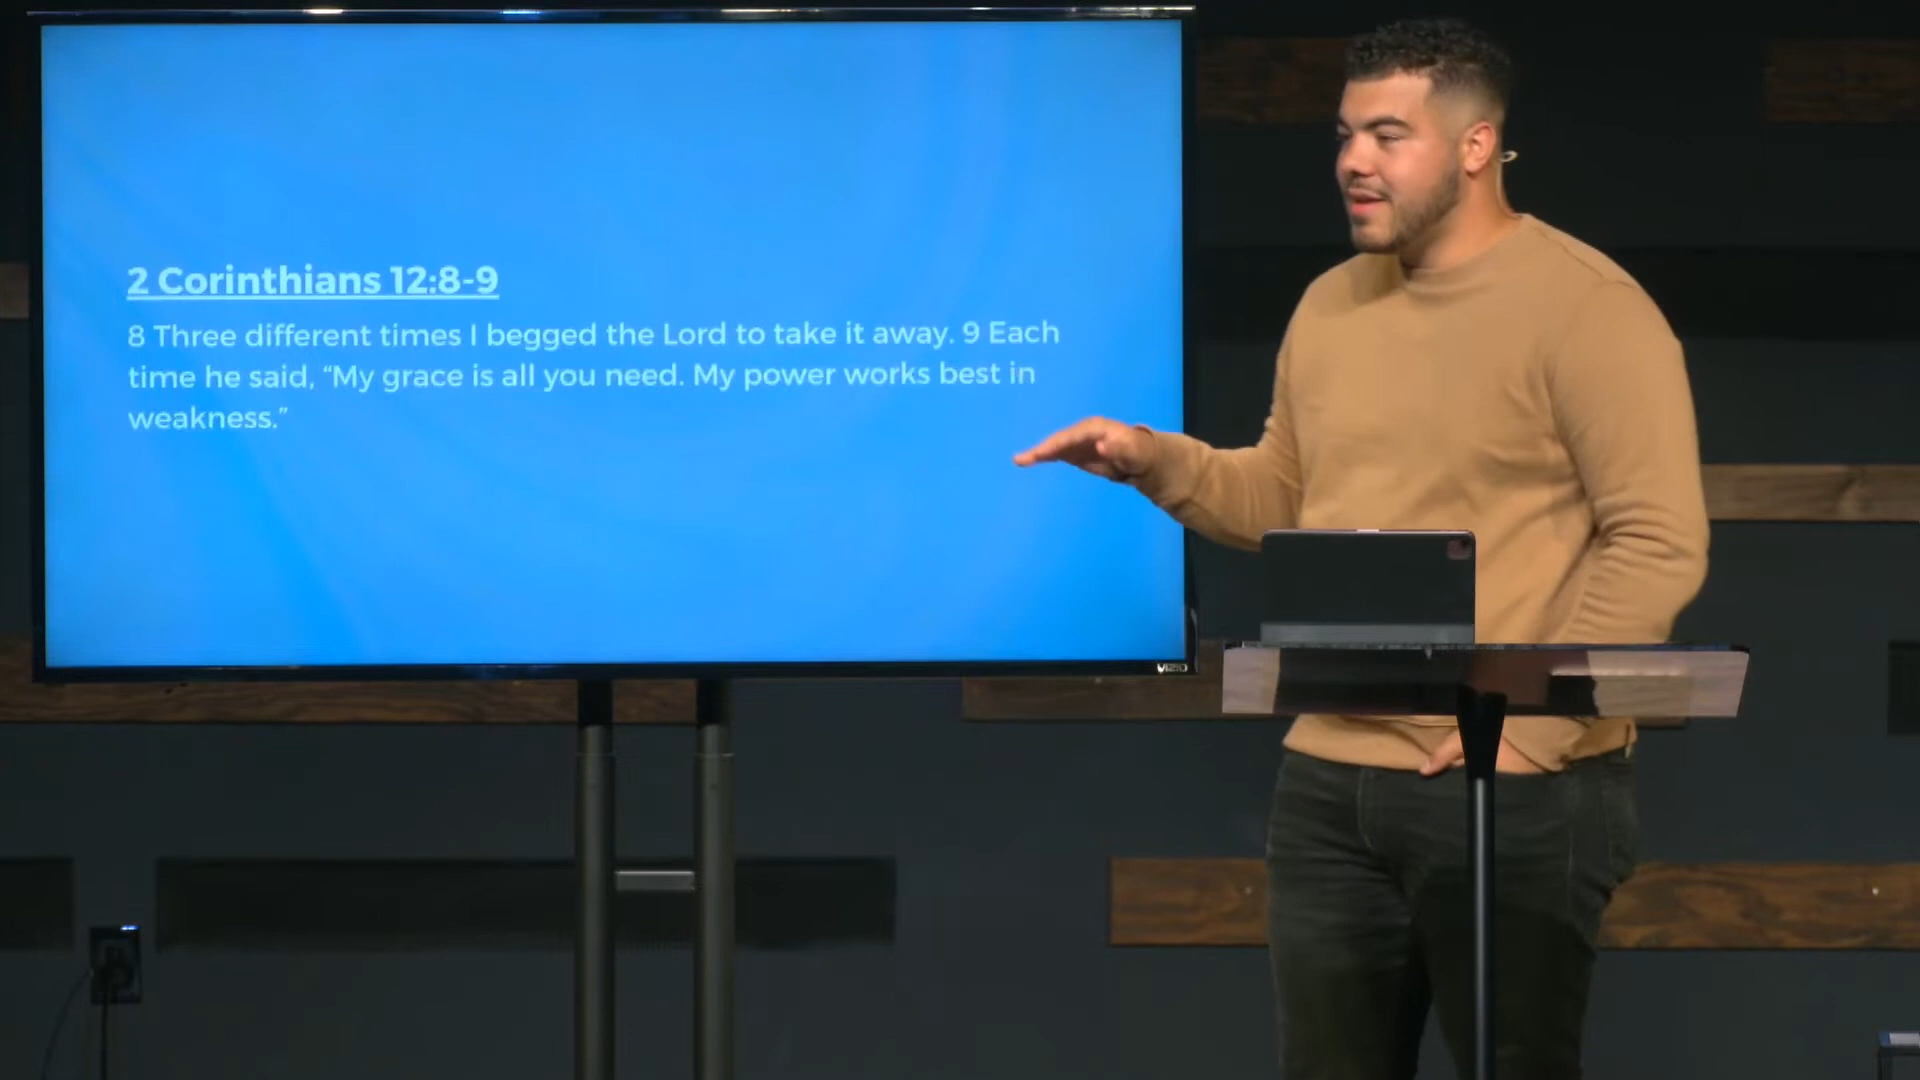 2 Corinthians 12:8-9
8 Three different times I begged the Lord to take it away. 9 Each
time he said, “My grace is all you need. My power works best in
weakness.”
VIZIO